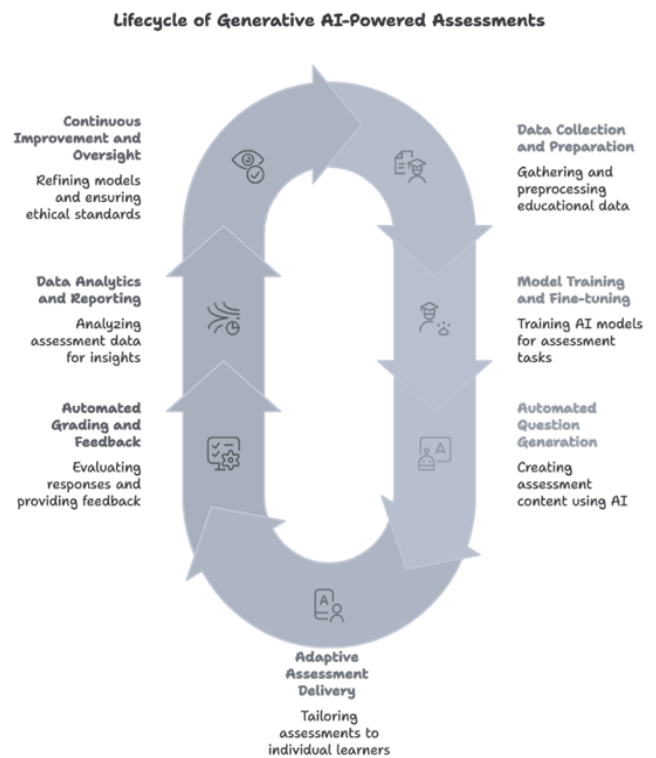 Lifecycle of Generative AI-Powered Assessments
Data Collection
and Preparation
Gathering and
preprocessing
educational data
Model Training
and Fine-tuning
Training AI models
for assessment
tasks
Automated
Question
Generation
Creating
assessment
content using AI
A
A
Adaptive
Assessment
Delivery
Tailoring
assessments to
individual learners
Automated
Grading and
Feedback
Evaluating
responses and
providing feedback
Data Analytics
and Reporting
Analyzing
assessment data
for insights
Continuous
Improvement and
Oversight
Refining models
and ensuring
ethical standards